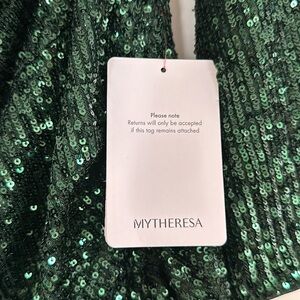 Please note
Returns will only be accepted
if this tag remains attached
MYTHERESA